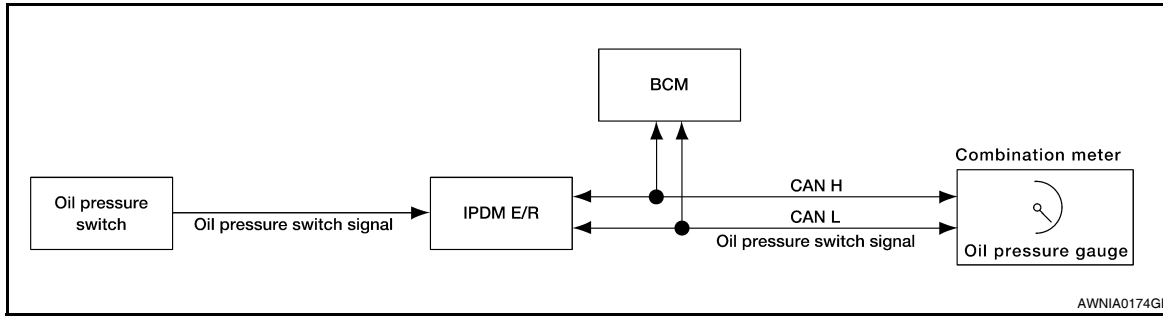 BCM
Combination meter
Oil pressure
switch
Oil pressure switch signal
IPDM E/R
CAN H
CAN L
Oil pressure switch signal
Oil pressure gauge